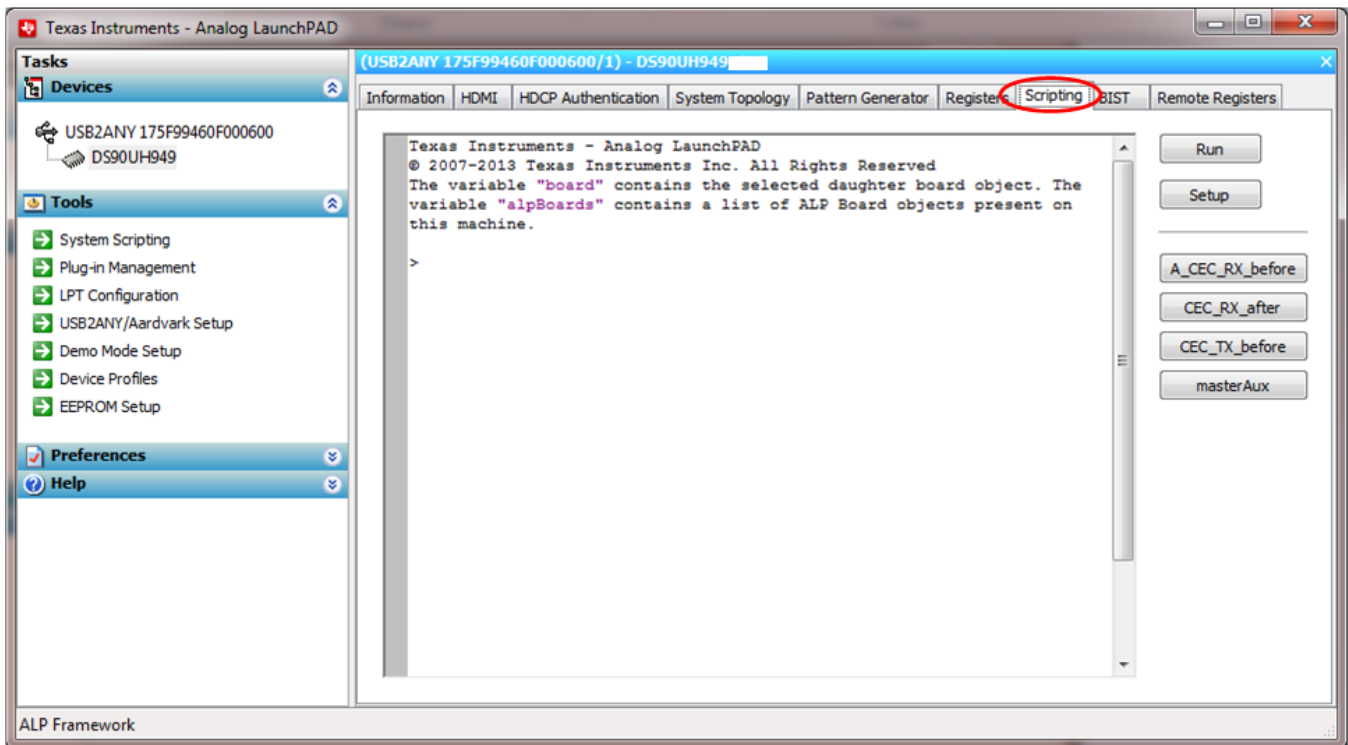 Texas Instruments - Analog LaunchPAD
Tasks
Devices
USB2ANY 175F99460F000600
DS90UH949
Tools
System Scripting
Plug-in Management
LPT Configuration
USB2ANY/Aardvark Setup
Demo Mode Setup
Device Profiles
EEPROM Setup
Preferences
Help
(USB2ANY 175F99460F000600/1) - DS90UH949
Information HDMI HDCP Authentication System Topology Pattern Generator Registers Scripting BIST Remote Registers
Texas Instruments - Analog LaunchPAD
© 2007-2013 Texas Instruments Inc. All Rights Reserved
The variable "board" contains the selected daughter board object. The
variable "alpBoards" contains a list of ALP Board objects present on
this machine.
>
Run
Setup
A_CEC_RX_before
CEC_RX_after
CEC_TX_before
masterAux
ALP Framework